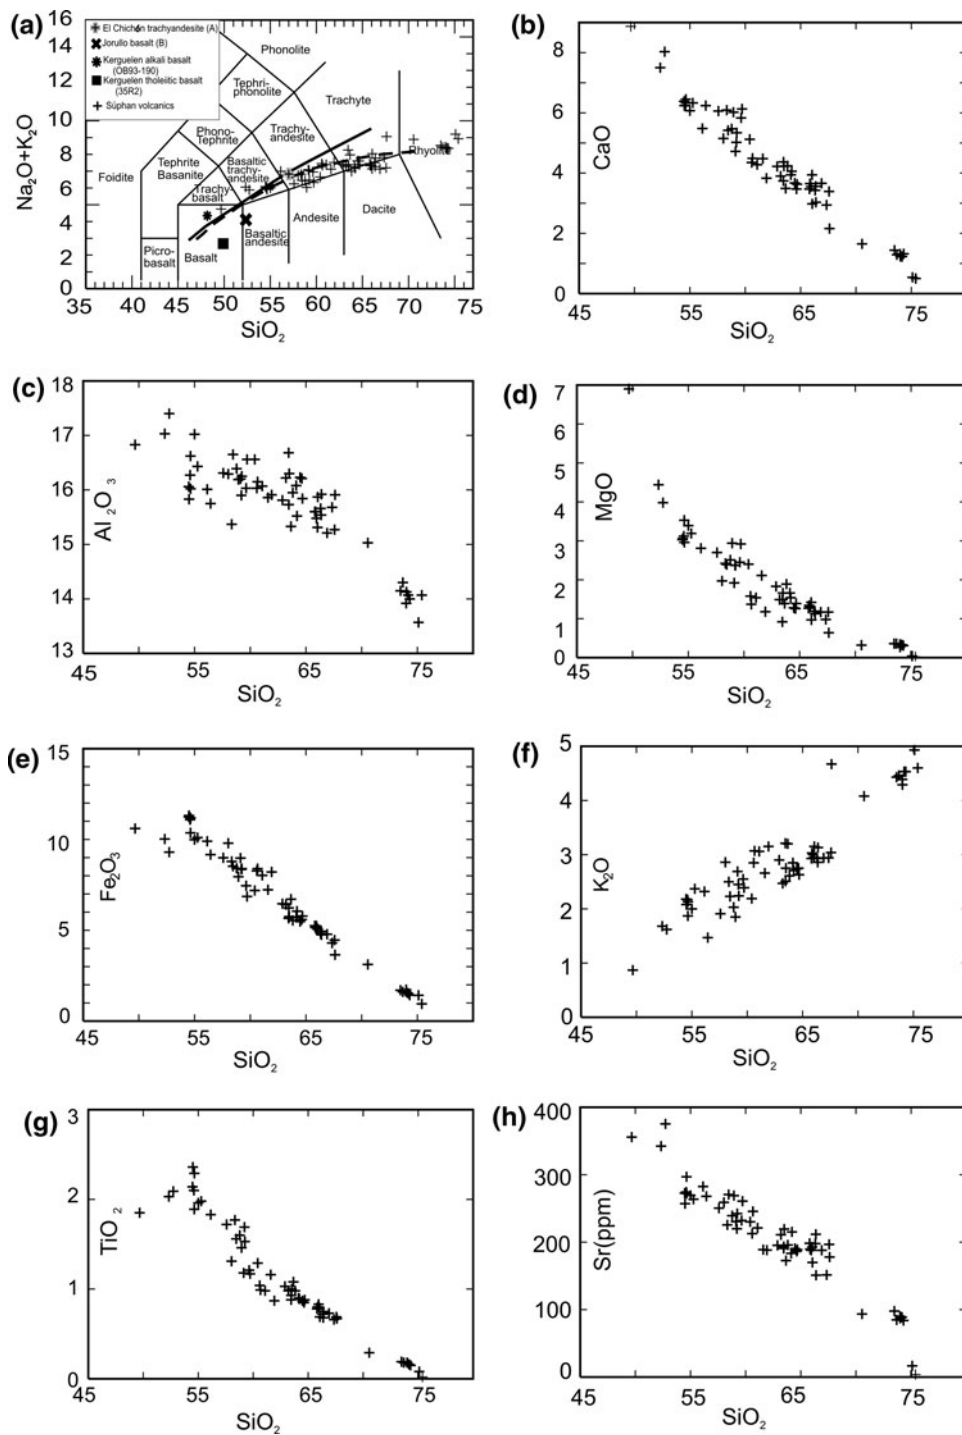 (a)
16
14
12
10
8
6
4
2
0
Na₂O+K₂O
El Chichón trachyandesite (A)
Jorullo basalt (B)
Kerguelen alkali basalt
(OB93-190)
Kerguelen tholeiitic basalt
(35R2)
Süphan volcanics
Phonolite
Tephri-
phonolite
Trachyte
Phono-
Tephrite
Trachy-
andesite
Foidite
Tephrite
Basanite
Basaltic
trachy-
andesite
Rhyolite
Trachy-
basalt
Picro-
basalt
Basalt
Basaltic
andesite
Andesite
Dacite
35 40 45 50 55 60 65 70 75
SiO₂
(b)
8
6
4
2
0
CaO
45 55 65 75
SiO₂
(c)
18
17
16
15
14
13
Al₂O₃
45 55 65 75
SiO₂
(d)
7
6
5
4
3
2
1
0
MgO
45 55 65 75
SiO₂
(e)
15
10
5
0
Fe₂O₃
45 55 65 75
SiO₂
(f)
5
4
3
2
1
0
K₂O
45 55 65 75
SiO₂
(g)
3
2
1
0
TiO₂
45 55 65 75
SiO₂
(h)
400
300
200
100
0
Sr(ppm)
45 55 65 75
SiO₂